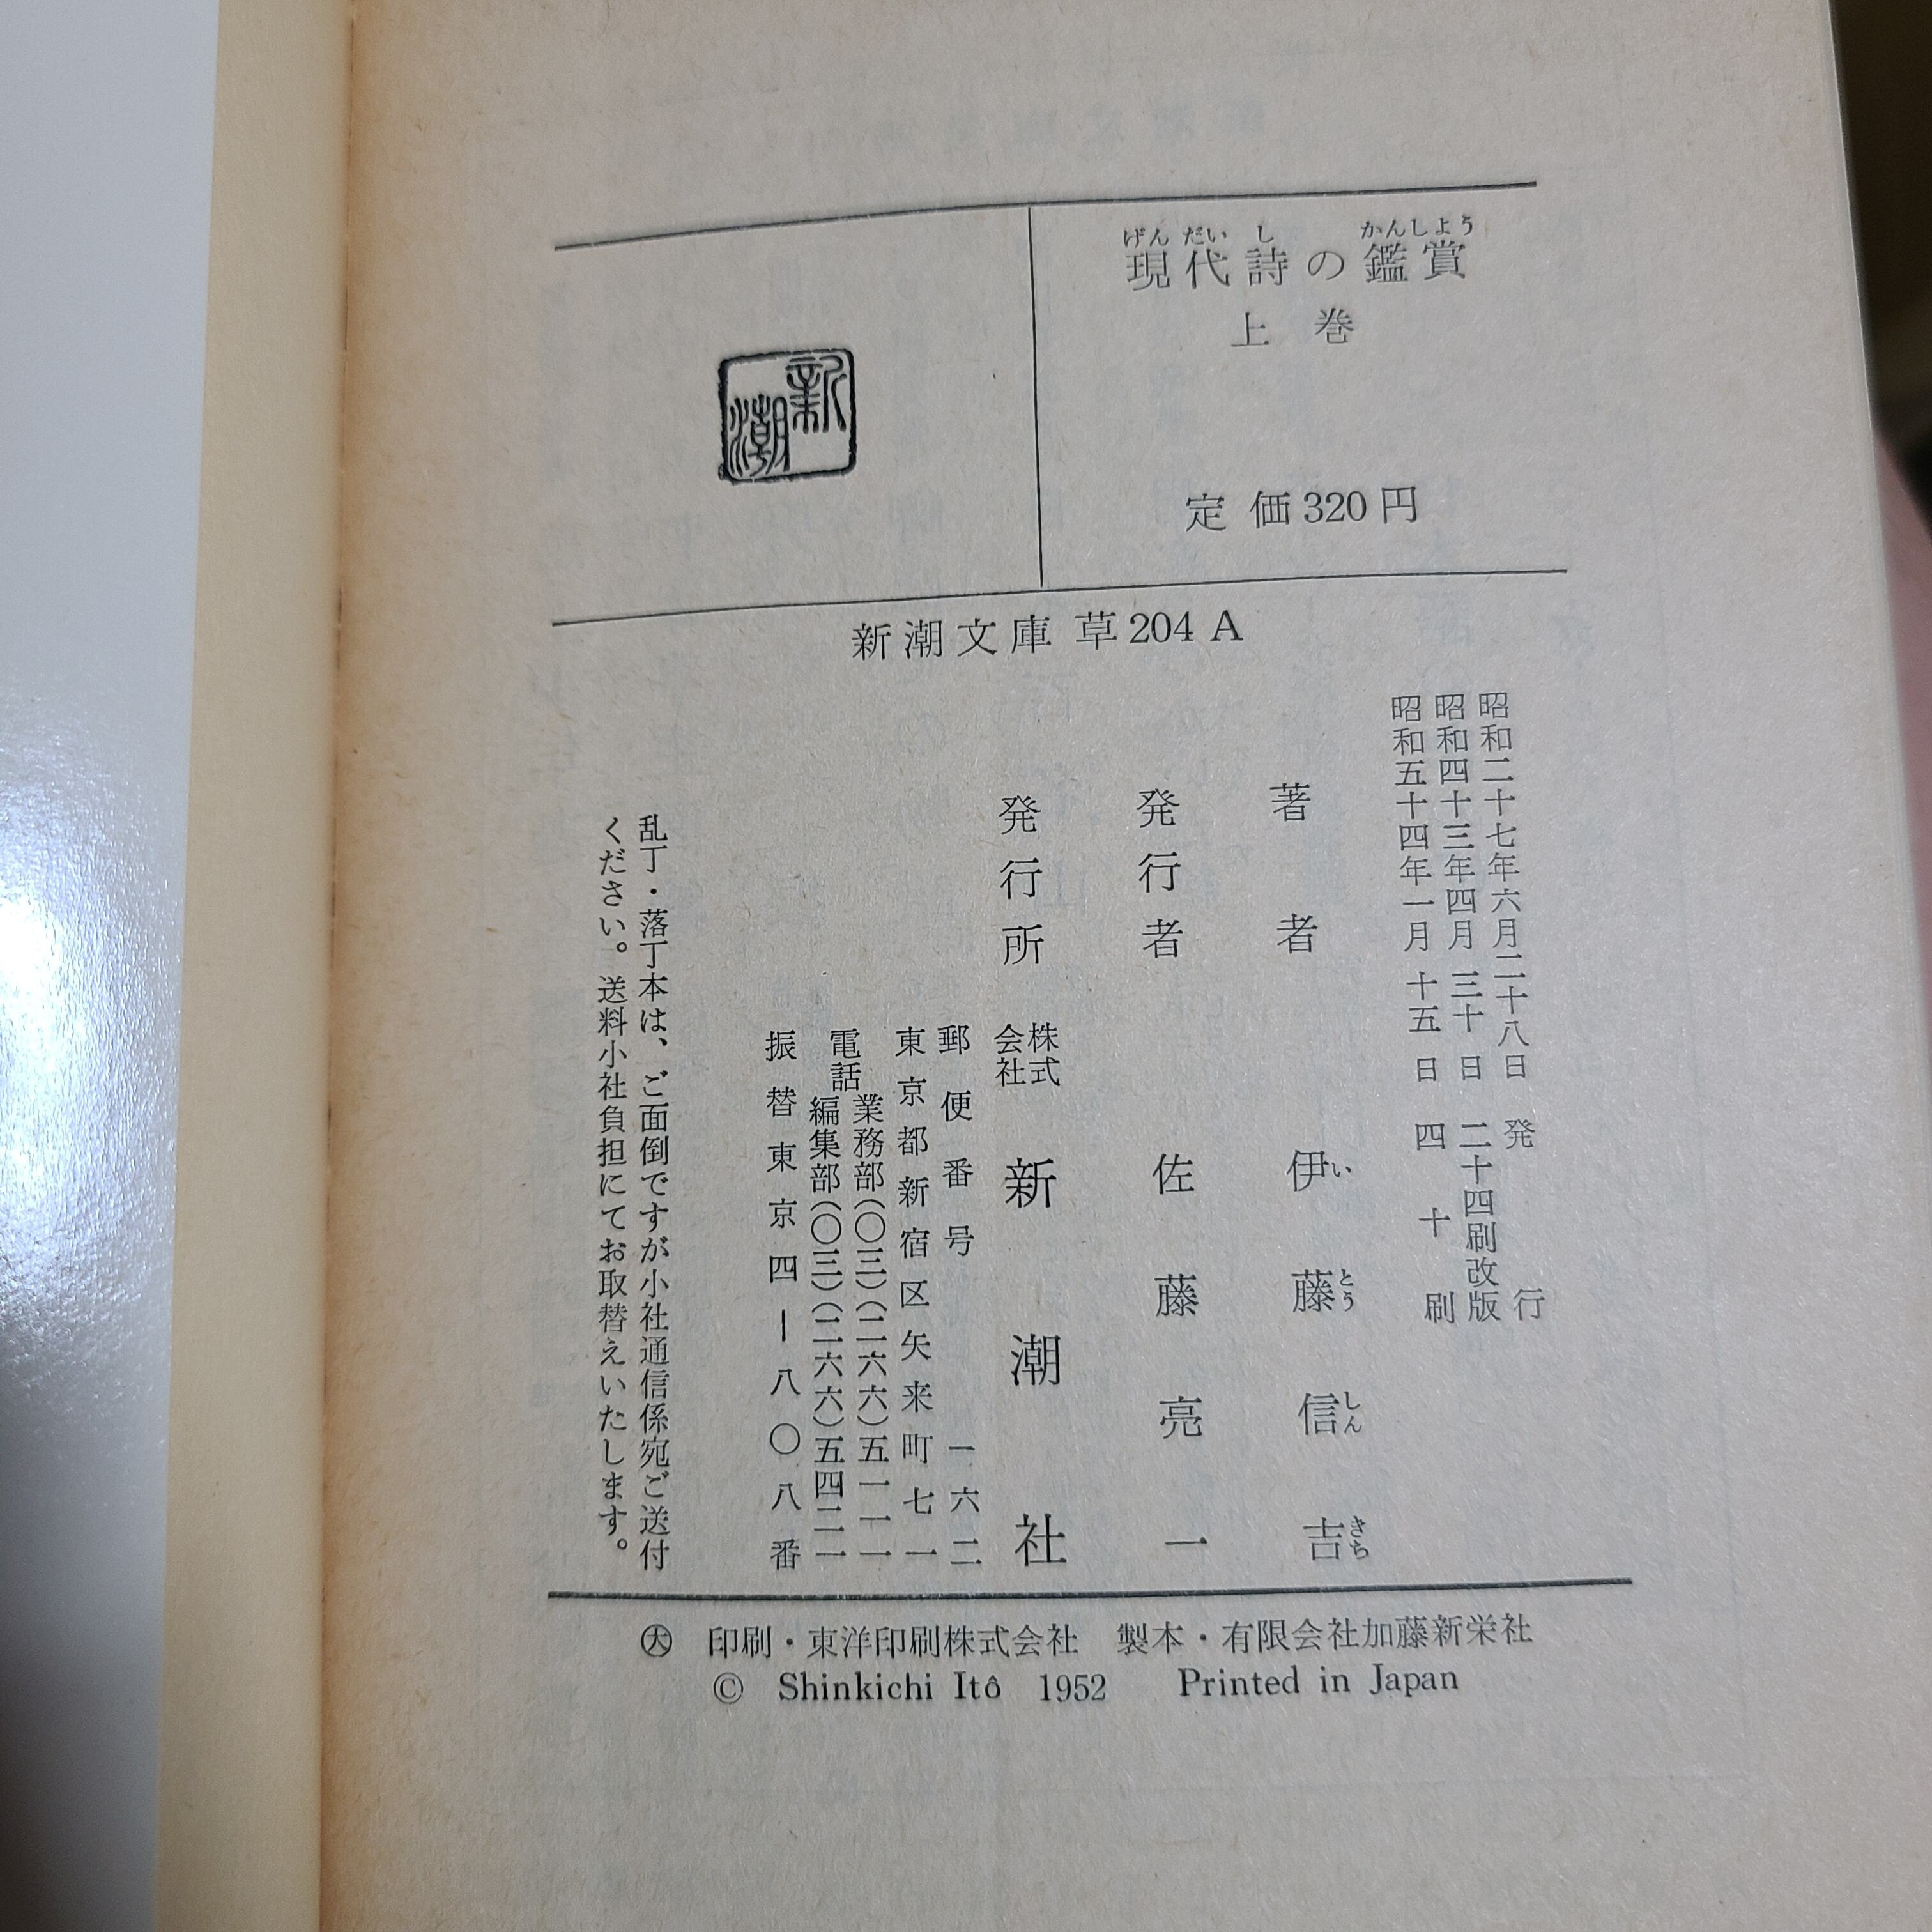 げんだいし かんしょう
現代詩の鑑賞
上巻
定価320円
新潮
新潮文庫 草204A
昭和二十七年六月二十八日 発行
昭和四十三年四月三十日 二十四刷改版
昭和五十四年一月十五日 四十刷
著者 伊藤信吉
いとうしんきち
発行者 佐藤亮一
発行所 株式会社 新潮社
郵便番号 一六二
東京都新宿区矢来町七一
電話 業務部(〇三)(二六六)五一一一
編集部(〇三)(二六六)五四二一
振替東京四ー八〇八番
乱丁・落丁本は、ご面倒ですが小社通信係宛ご送付
ください。送料小社負担にてお取替えいたします。
㊅ 印刷・東洋印刷株式会社 製本・有限会社加藤新栄社
© Shinkichi Itô 1952 Printed in Japan